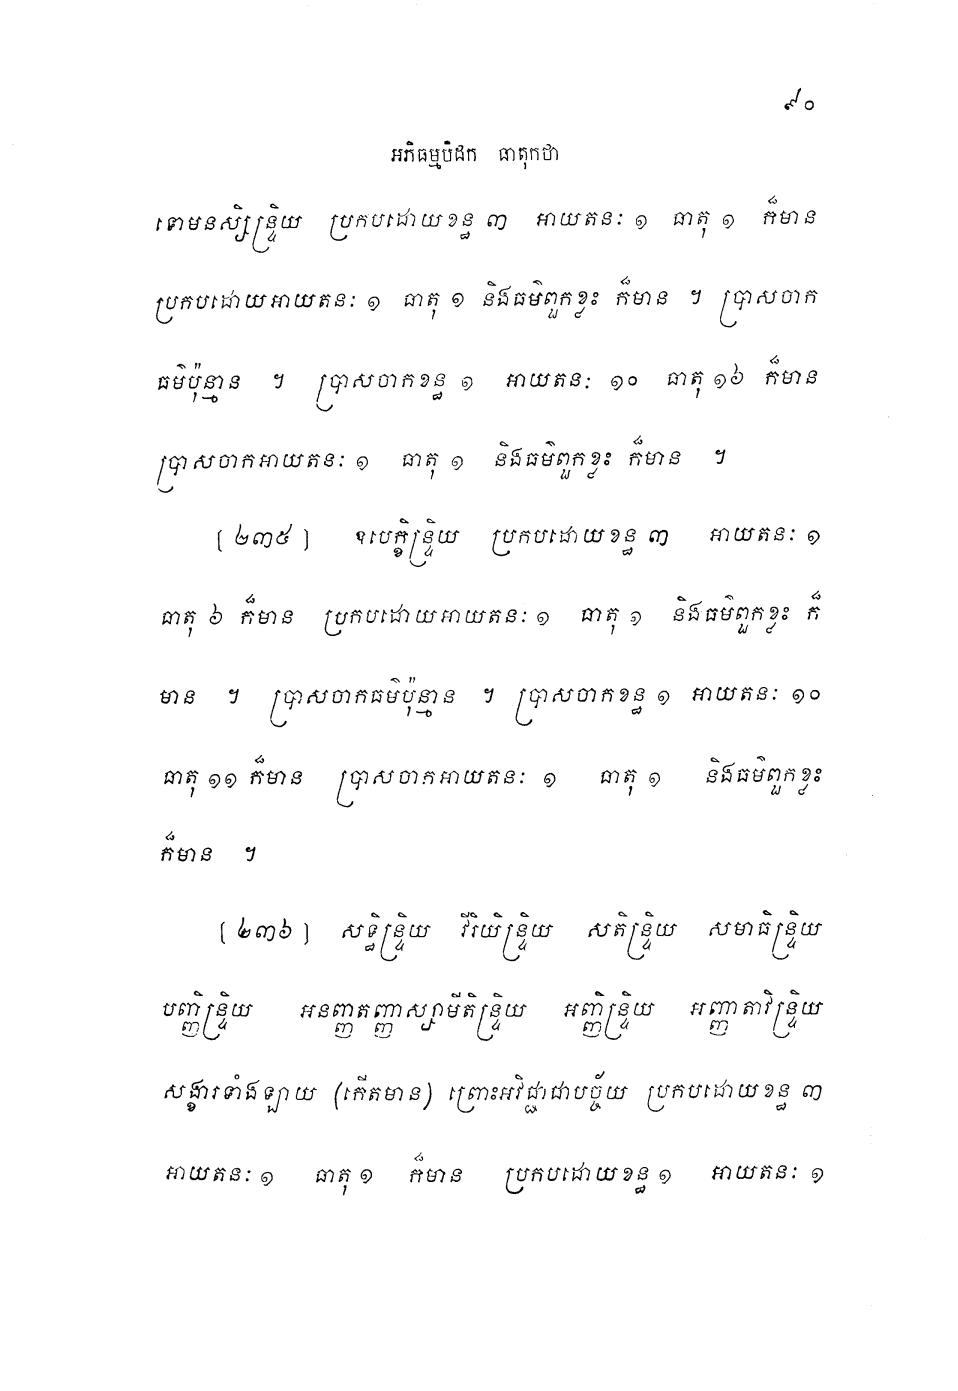 ៩០
អភិធម្មបិដក ធាតុកថា
ទោមនស្សិន្ទ្រិយ ប្រកបដោយខន្ធ ៣ អាយតនៈ ១ ធាតុ ១ ក៏មាន
ប្រកបដោយអាយតនៈ ១ ធាតុ ១ និងធម៌ពួកខ្លះ ក៏មាន ។ ប្រាសចាក
ធម៌ប៉ុន្មាន ។ ប្រាសចាកខន្ធ ១ អាយតនៈ ១០ ធាតុ ១៦ ក៏មាន
ប្រាសចាកអាយតនៈ ១ ធាតុ ១ និងធម៌ពួកខ្លះ ក៏មាន ។
[ ២៣៥ ] ឧបេក្ខិន្ទ្រិយ ប្រកបដោយខន្ធ ៣ អាយតនៈ ១
ធាតុ ៦ ក៏មាន ប្រកបដោយអាយតនៈ ១ ធាតុ ១ និងធម៌ពួកខ្លះ ក៏
មាន ។ ប្រាសចាកធម៌ប៉ុន្មាន ។ ប្រាសចាកខន្ធ ១ អាយតនៈ ១០
ធាតុ ១១ ក៏មាន ប្រាសចាកអាយតនៈ ១ ធាតុ ១ និងធម៌ពួកខ្លះ
ក៏មាន ។
[ ២៣៦ ] សទ្ធិន្ទ្រិយ វីរិយិន្ទ្រិយ សតិន្ទ្រិយ សមាធិន្ទ្រិយ
បញ្ញិន្ទ្រិយ អនញ្ញតញ្ញាស្សាមីតិន្ទ្រិយ អញ្ញិន្ទ្រិយ អញ្ញាតាវិន្ទ្រិយ
សង្ខារទាំងឡាយ (កើតមាន) ព្រោះអវិជ្ជាជាបច្ច័យ ប្រកបដោយខន្ធ ៣
អាយតនៈ ១ ធាតុ ១ ក៏មាន ប្រកបដោយខន្ធ ១ អាយតនៈ ១